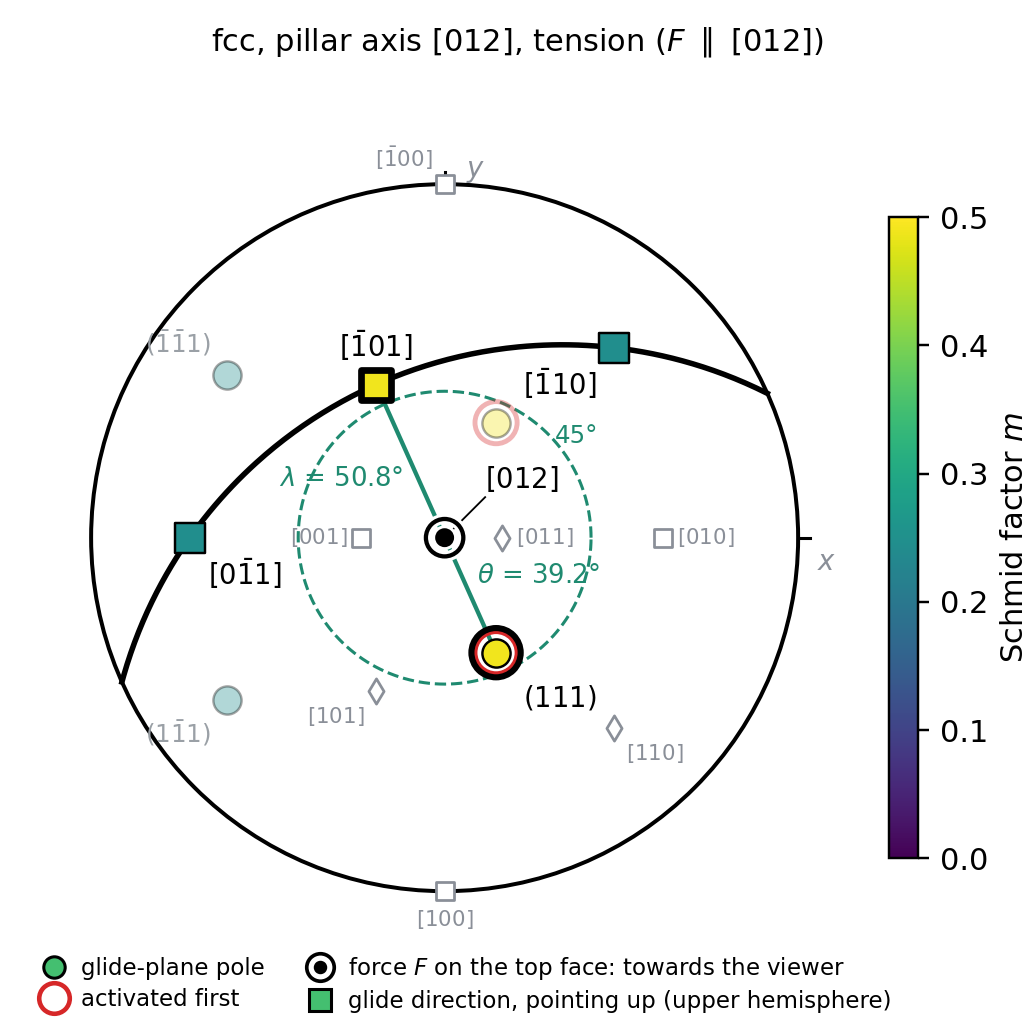 fcc, pillar axis [012], tension (F ∥ [012])
[1̄00]
y
0.5
(1̄1̄1)
[1̄01]
0.4
[1̄10]
45°
λ = 50.8°
[012]
0.3
[001]
[011]
[010]
x
[01̄1]
θ = 39.2°
0.2
(111)
[101]
(11̄1)
[110]
0.1
0.0
Schmid factor m
[100]
glide-plane pole
force F on the top face: towards the viewer
activated first
glide direction, pointing up (upper hemisphere)